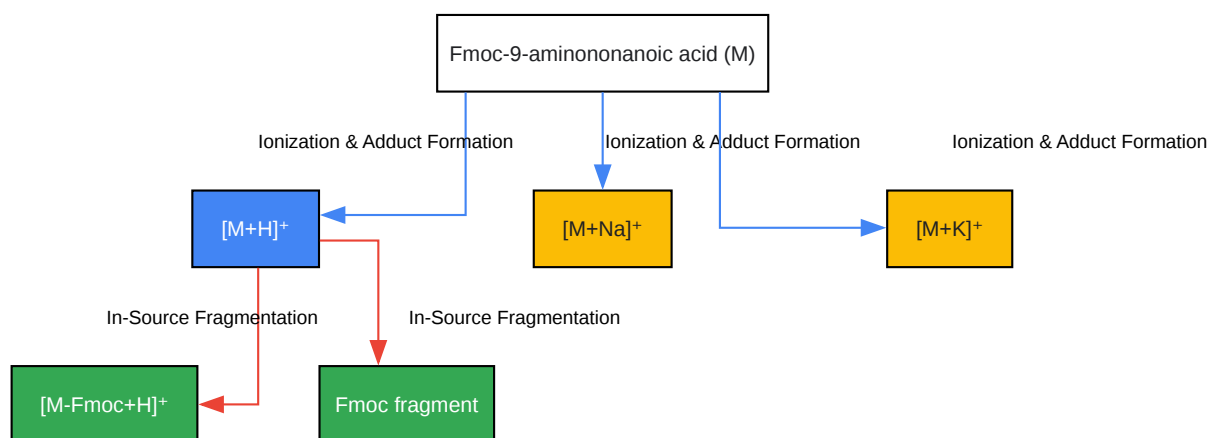 Fmoc-9-aminononanoic acid (M)
Ionization & Adduct Formation
Ionization & Adduct Formation
Ionization & Adduct Formation
[M+H]⁺
[M+Na]⁺
[M+K]⁺
In-Source Fragmentation
In-Source Fragmentation
[M-Fmoc+H]⁺
Fmoc fragment